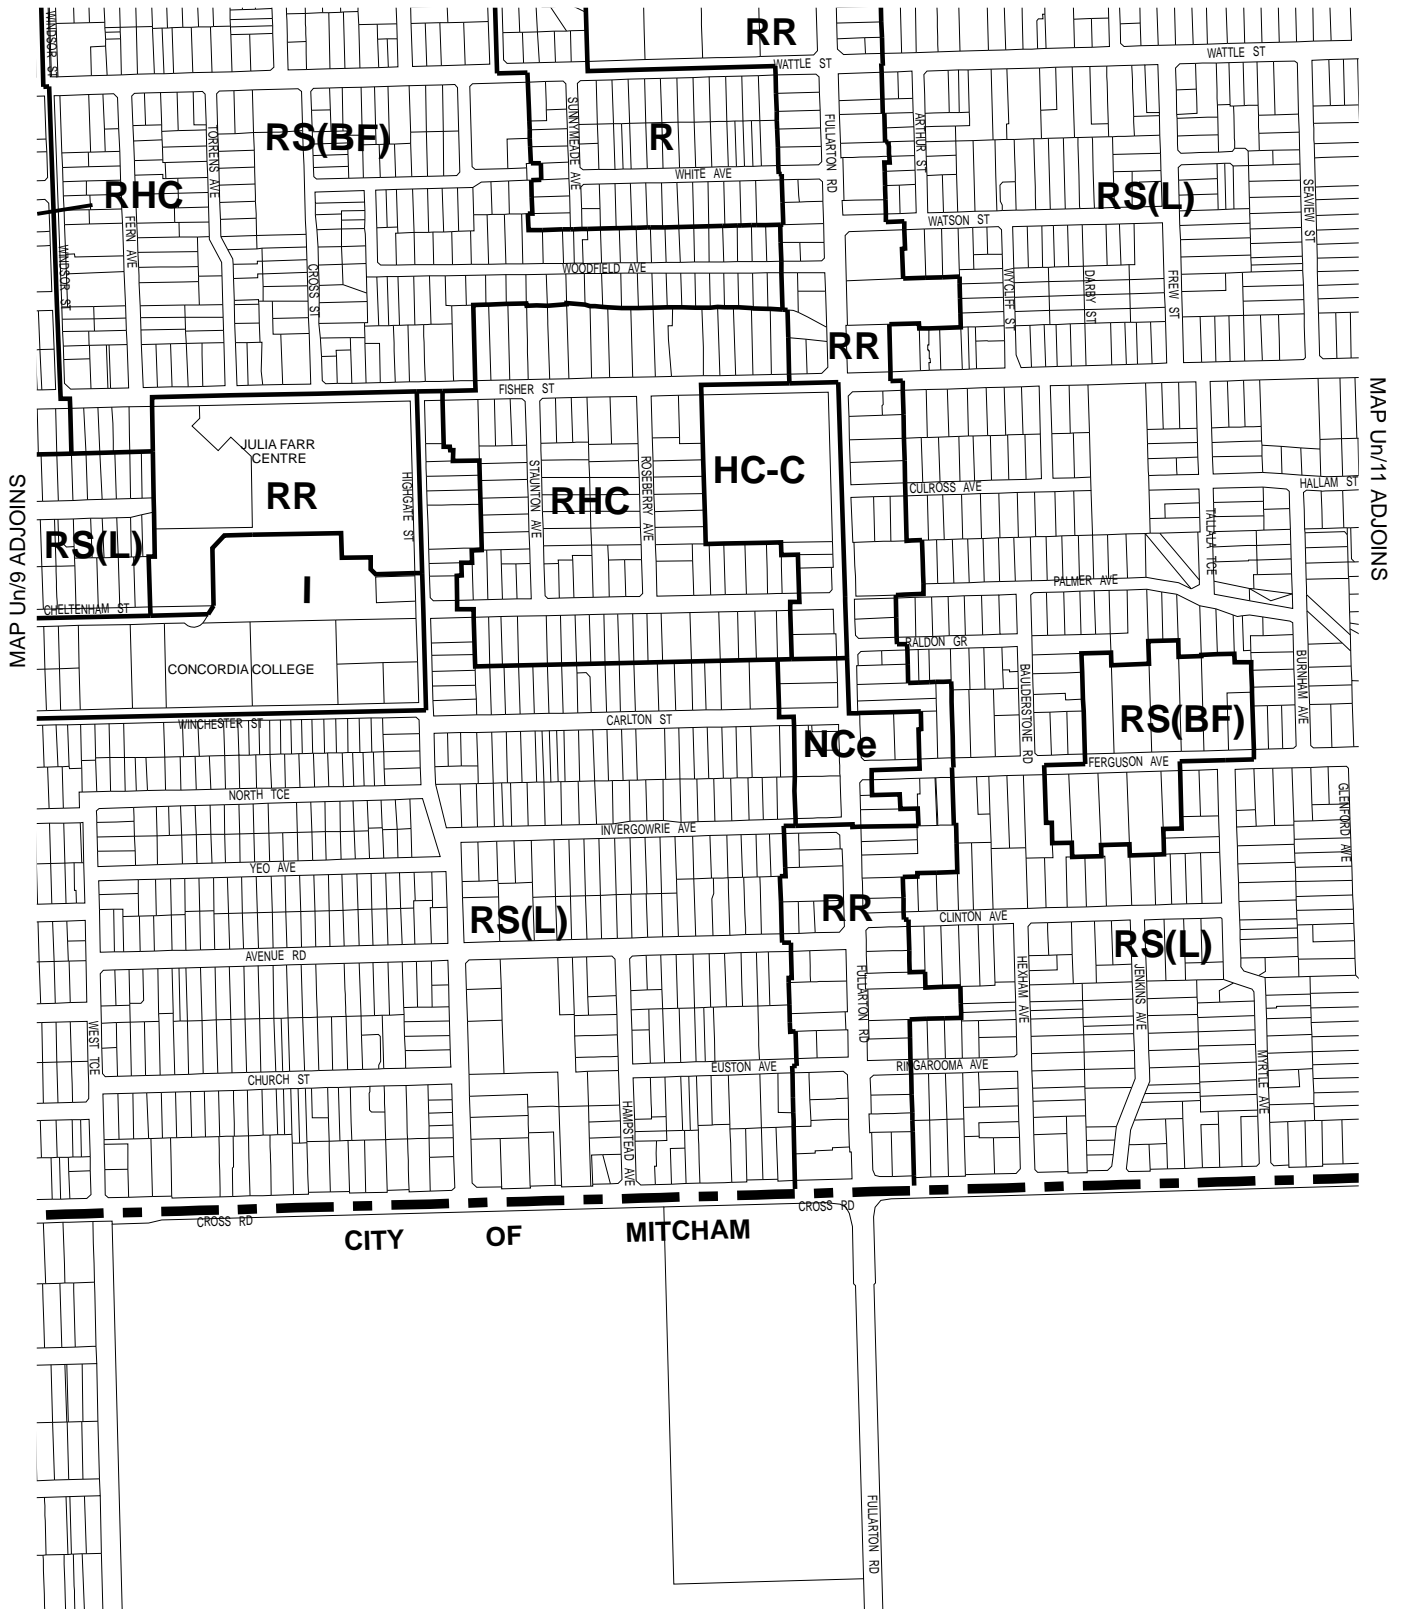 RR
WINDSOR ST
WATTLE ST
WATTLE ST
RS(BF)
R
TORRENS AVE
SUNNYMEADE AVE
FULLARTON RD
ARTHUR ST
WHITE AVE
RHC
RS(L)
SEAVIEW ST
FERN AVE
WATSON ST
WINDSOR ST
CROSS ST
WOODFIELD AVE
WYCLIFF ST
DARBY ST
FREW ST
RR
FISHER ST
MAP Un/9 ADJOINS
MAP Un/11 ADJOINS
JULIA FARR
CENTRE
RR
HIGHGATE ST
STAUNTON AVE
RHC
ROSEBERRY AVE
HC-C
CULROSS AVE
HALLAM ST
TALLALA TCE
RS(L)
I
PALMER AVE
CHELTENHAM ST
RALDON GR
CONCORDIA COLLEGE
BAULDERSTONE RD
BURNHAM AVE
WINCHESTER ST
CARLTON ST
RS(BF)
NCe
FERGUSON AVE
NORTH TCE
GLENFORD AVE
INVERGOWRIE AVE
YEO AVE
RS(L)
RR
CLINTON AVE
RS(L)
AVENUE RD
FULLARTON RD
HEXHAM AVE
JENKINS AVE
WEST TCE
EUSTON AVE
RINGAROOMA AVE
CHURCH ST
MYRTLE AVE
HAMPSTEAD AVE
CROSS RD
CROSS RD
CITY OF MITCHAM
FULLARTON RD